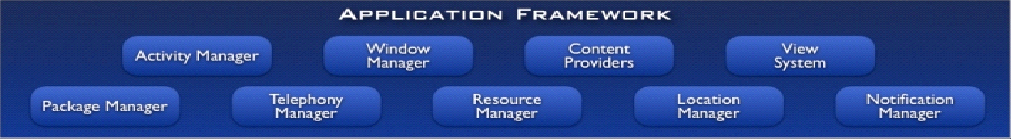 APPLICATION FRAMEWORK
Activity Manager
Window
Manager
Content
Providers
View
System
Package Manager
Telephony
Manager
Resource
Manager
Location
Manager
Notification
Manager